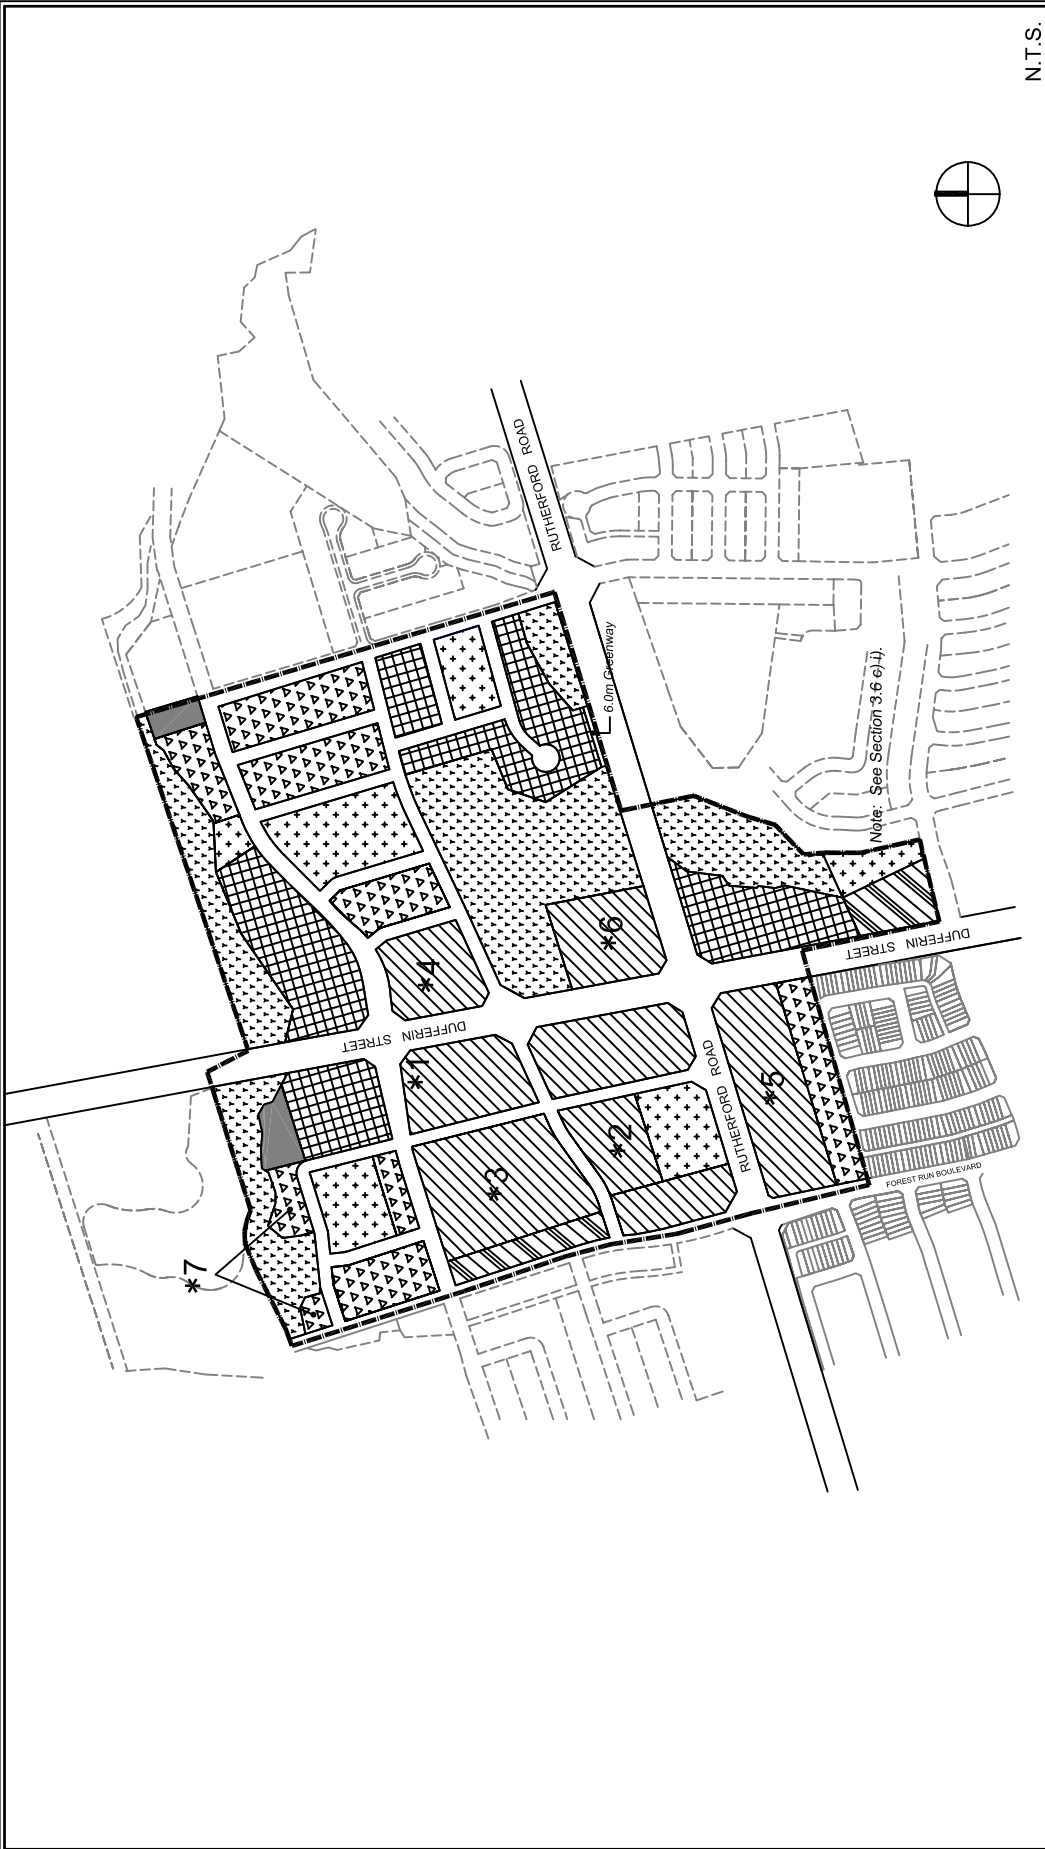 N.T.S.
RUTHERFORD ROAD
6.0m Greenway
Note: See Section 3.6 c) i).
*6
*4
DUFFERIN STREET
DUFFERIN STREET
*1
RUTHERFORD ROAD
*5
*2
*3
FOREST RUN BOULEVARD
*7